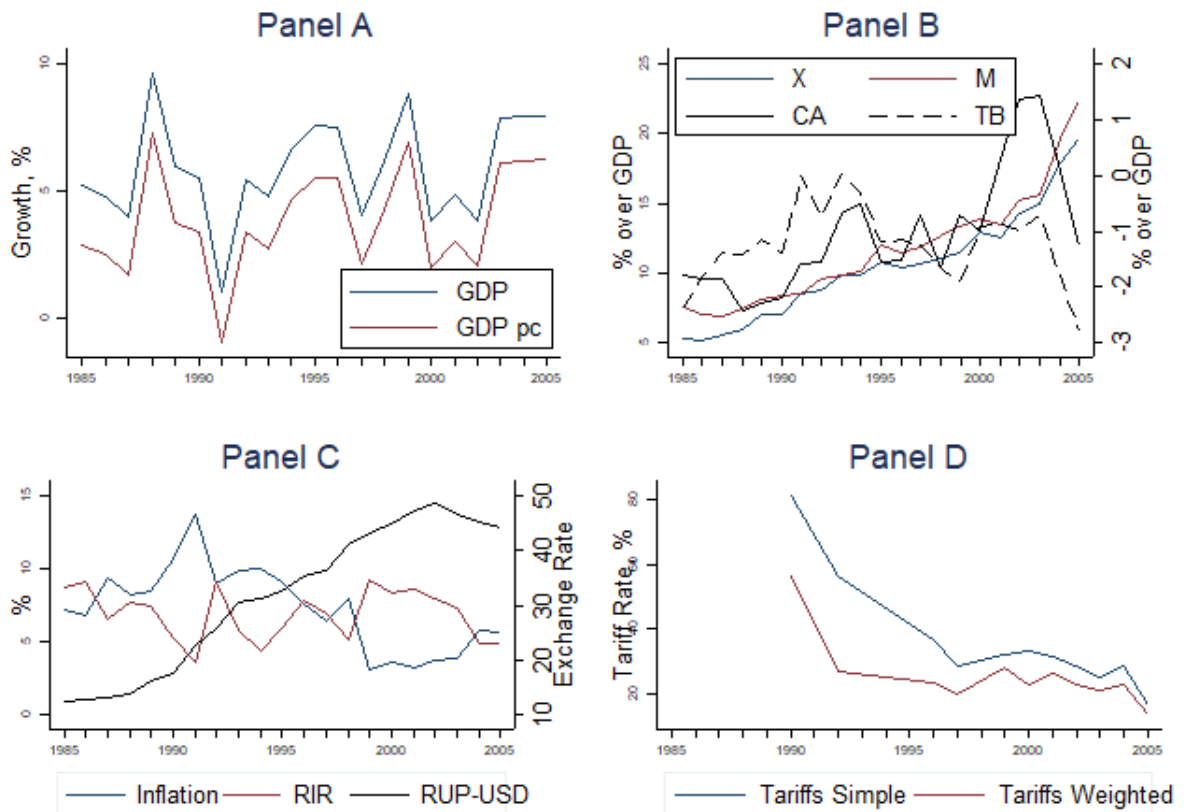 Panel A
Growth, %
10
5
0
1985 1990 1995 2000 2005
GDP
GDP pc
Panel B
% over GDP
25
20
15
10
5
X M
CA TB
2
1
0
-1
-2
-3
% over GDP
1985 1990 1995 2000 2005
Panel C
%
15
10
5
0
50
40
30
20
10
Exchange Rate
1985 1990 1995 2000 2005
Inflation RIR RUP-USD
Panel D
Tariff Rate, %
80
60
40
20
1985 1990 1995 2000 2005
Tariffs Simple Tariffs Weighted